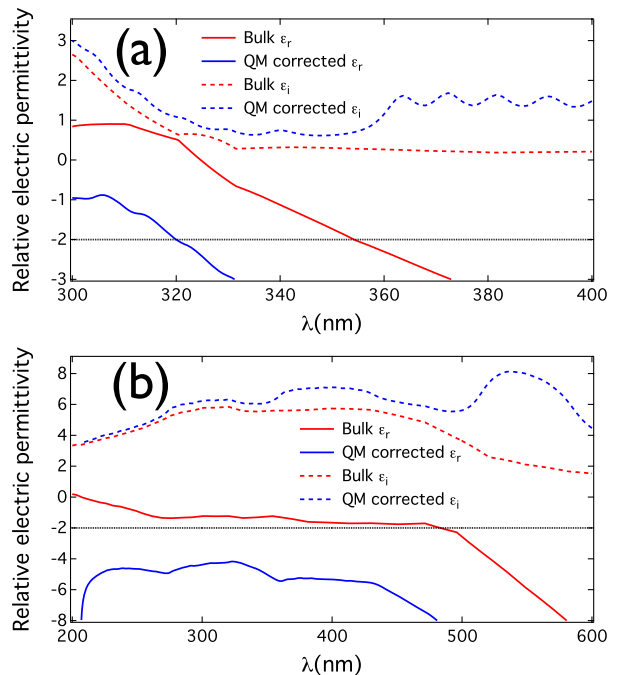 (a)
Bulk εr
QM corrected εr
Bulk εi
QM corrected εi
Relative electric permittivity
3
2
1
0
-1
-2
-3
300
320
340
360
380
400
λ(nm)
(b)
Bulk εr
QM corrected εr
Bulk εi
QM corrected εi
Relative electric permittivity
8
6
4
2
0
-2
-4
-6
-8
200
300
400
500
600
λ(nm)